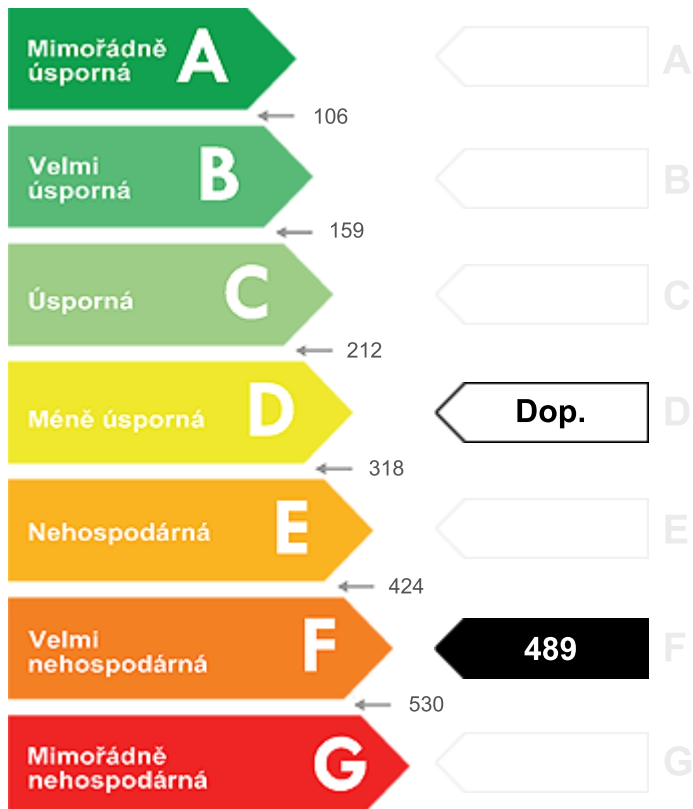 Mimořádně
úsporná
A
A
106
Velmi
úsporná
B
B
159
Úsporná
C
C
212
Méně úsporná
D
Dop.
D
318
Nehospodárná
E
E
424
Velmi
nehospodárná
F
489
F
530
Mimořádně
nehospodárná
G
G